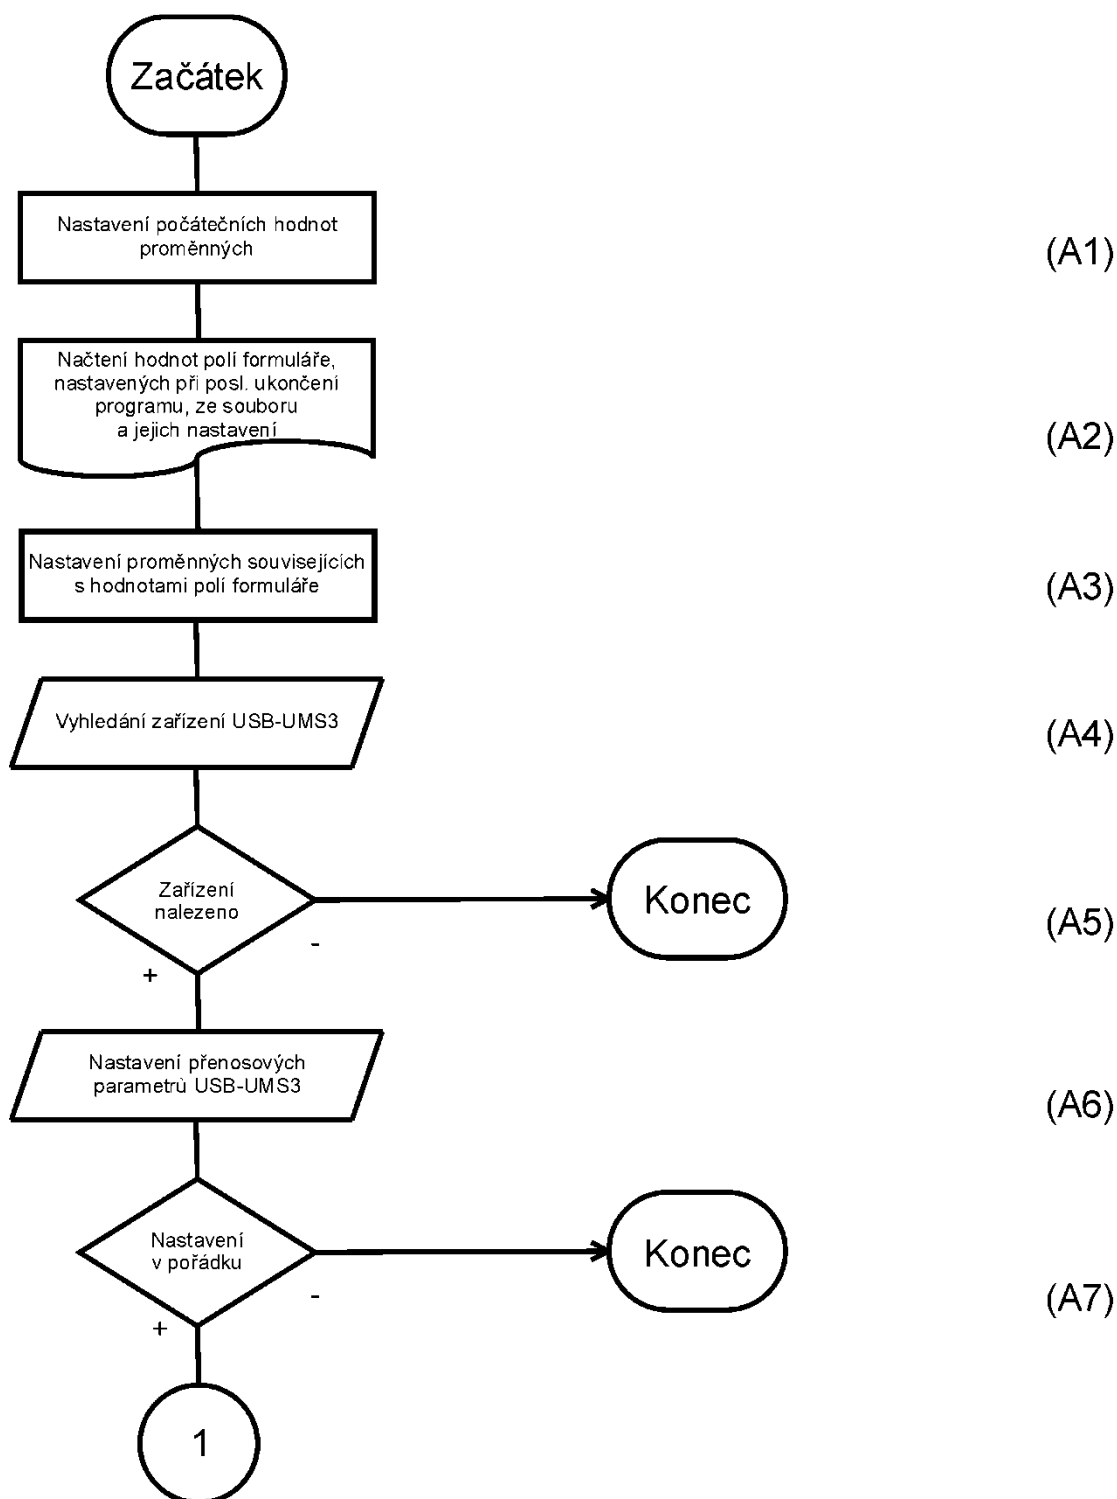 Začátek
Nastavení počátečních hodnot
proměnných
(A1)
Načtení hodnot polí formuláře,
nastavených při posl. ukončení
programu, ze souboru
a jejich nastavení
(A2)
Nastavení proměnných souvisejících
s hodnotami polí formuláře
(A3)
Vyhledání zařízení USB-UMS3
(A4)
Zařízení
nalezeno
Konec
(A5)
-
+
Nastavení přenosových
parametrů USB-UMS3
(A6)
Nastavení
v pořádku
Konec
(A7)
-
+
1